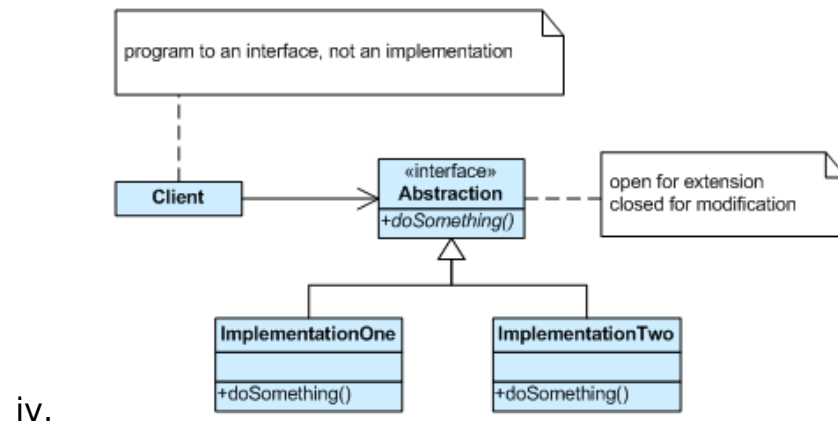 program to an interface, not an implementation
«interface»
Abstraction
+doSomething()
Client
open for extension
closed for modification
ImplementationOne
+doSomething()
ImplementationTwo
+doSomething()
iv.